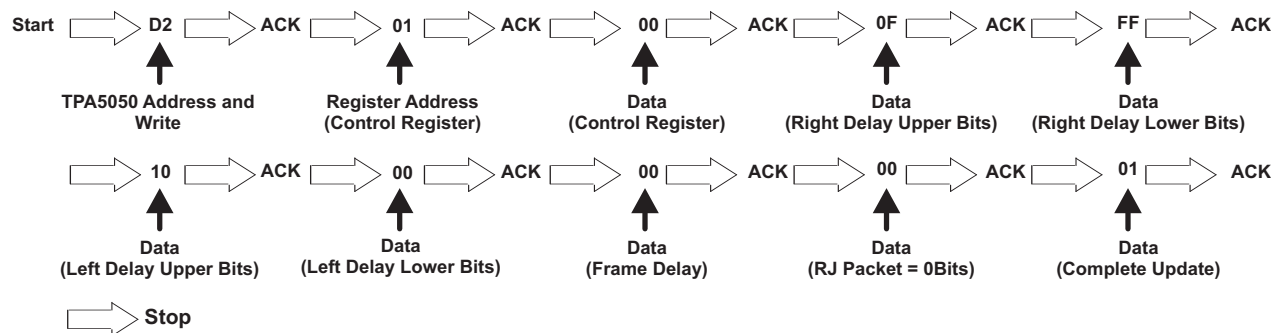 Start D2 ACK 01 ACK 00 ACK 0F ACK FF ACK
TPA5050 Address and
Write
Register Address
(Control Register)
Data
(Control Register)
Data
(Right Delay Upper Bits)
Data
(Right Delay Lower Bits)
10 ACK 00 ACK 00 ACK 00 ACK 01 ACK
Data
(Left Delay Upper Bits)
Data
(Left Delay Lower Bits)
Data
(Frame Delay)
Data
(RJ Packet = 0Bits)
Data
(Complete Update)
Stop